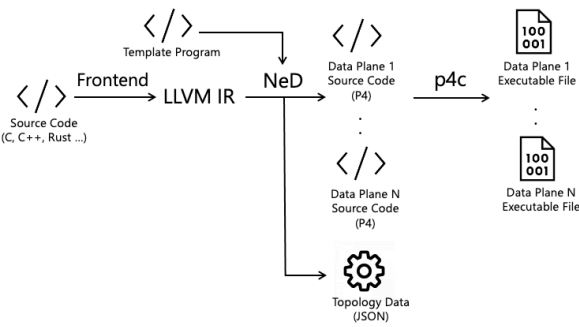 Template Program
Frontend
Source Code
(C, C++, Rust ...)
LLVM IR
NeD
Data Plane 1
Source Code
(P4)
.
.
Data Plane N
Source Code
(P4)
Topology Data
(JSON)
p4c
100
001
Data Plane 1
Executable File
.
.
100
001
Data Plane N
Executable File